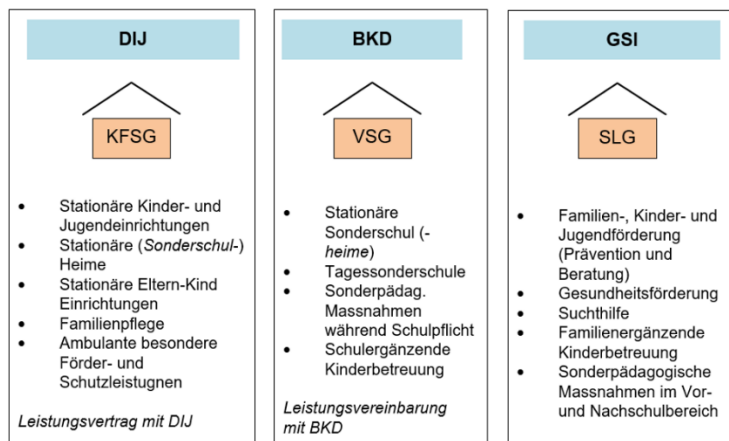 DIJ
KFSG
• Stationäre Kinder- und
Jugendeinrichtungen
• Stationäre (Sonderschul-)
Heime
• Stationäre Eltern-Kind
Einrichtungen
• Familienpflege
• Ambulante besondere
Förder- und
Schutzleistugnen
Leistungsvertrag mit DIJ
BKD
VSG
• Stationäre
Sonderschul (-
heime)
• Tagessonderschule
• Sonderpädag.
Massnahmen
während Schulpflicht
• Schulergänzende
Kinderbetreuung
Leistungsvereinbarung
mit BKD
GSI
SLG
• Familien-, Kinder- und
Jugendförderung
(Prävention und
Beratung)
• Gesundheitsförderung
• Suchthilfe
• Familienergänzende
Kinderbetreuung
• Sonderpädagogische
Massnahmen im Vor-
und Nachschulbereich